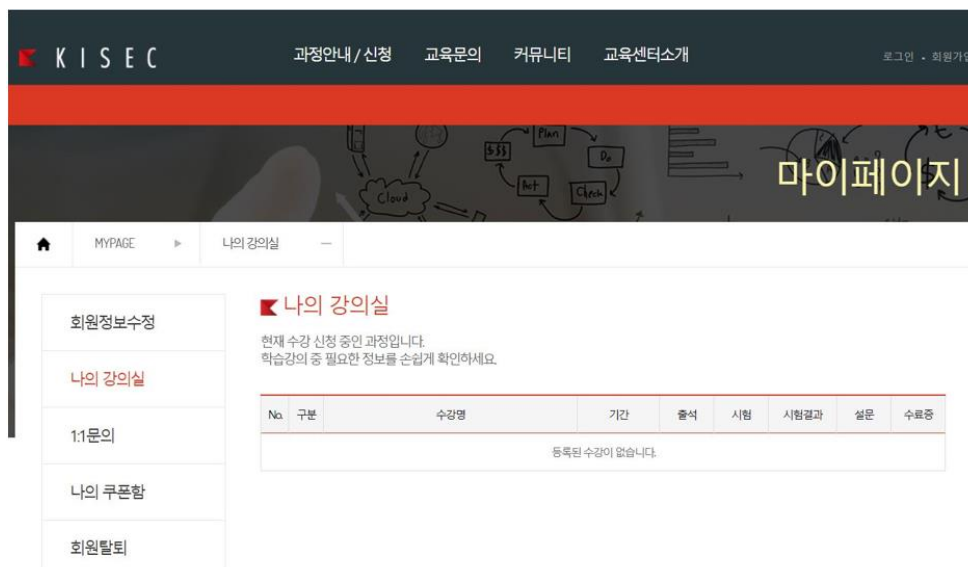 KISEC
과정안내 / 신청 교육문의 커뮤니티 교육센터소개
로그인 • 회원가입
Plan
$$$
Do
Act
Check
Cloud
마이페이지
MYPAGE ▶ 나의 강의실 —
회원정보수정
나의 강의실
1:1문의
나의 쿠폰함
회원탈퇴
나의 강의실
현재 수강 신청 중인 과정입니다.
학습강의 중 필요한 정보를 손쉽게 확인하세요.
No. 구분 수강명 기간 출석 시험 시험결과 설문 수료증
등록된 수강이 없습니다.